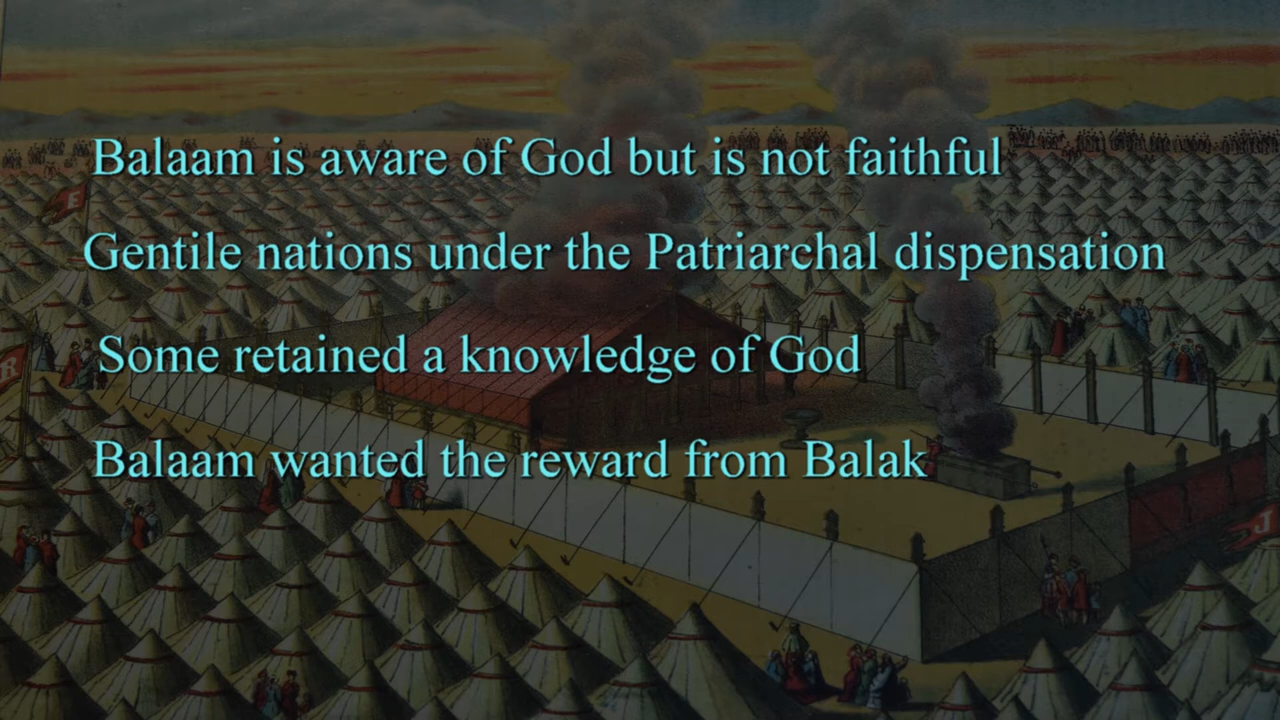 Balaam is aware of God but is not faithful
E
Gentile nations under the Patriarchal dispensation
Some retained a knowledge of God
R
Balaam wanted the reward from Balak
J